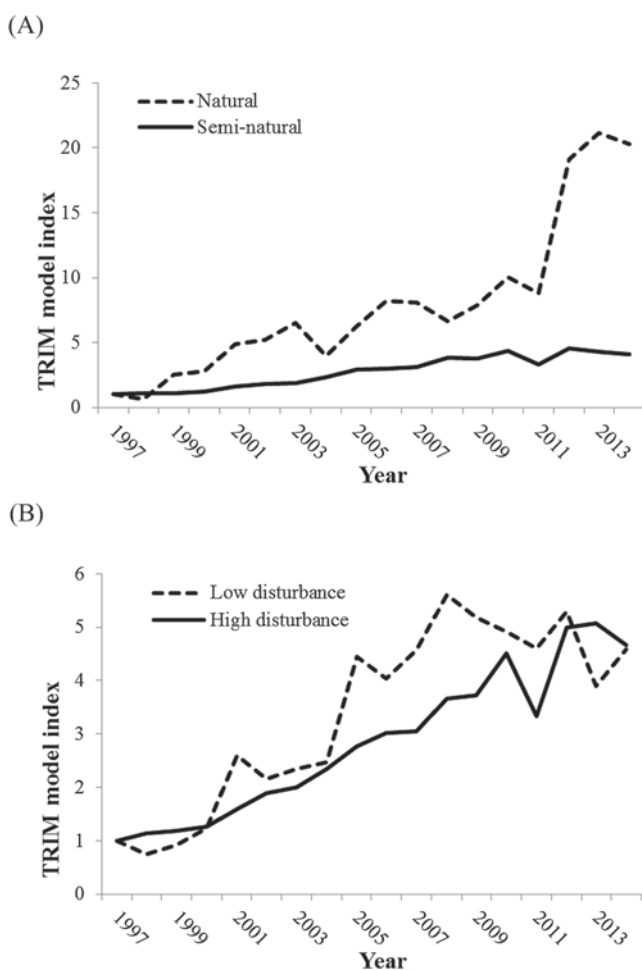 (A)
25
20
15
10
5
0
TRIM model index
Natural
Semi-natural
1997 1999 2001 2003 2005 2007 2009 2011 2013
Year
(B)
6
5
4
3
2
1
0
TRIM model index
Low disturbance
High disturbance
1997 1999 2001 2003 2005 2007 2009 2011 2013
Year